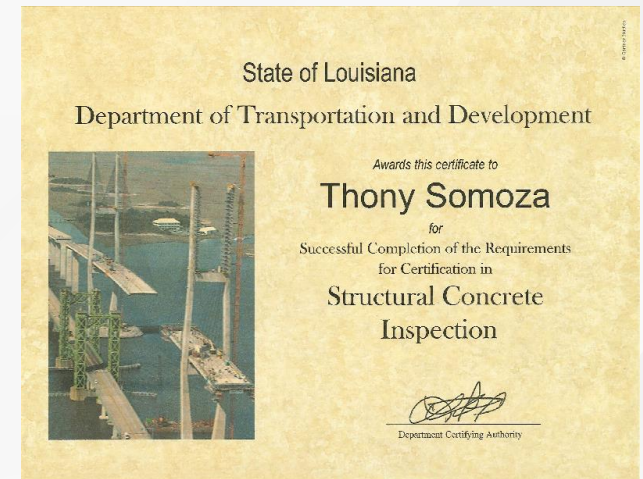 State of Louisiana
Department of Transportation and Development
Awards this certificate to
Thony Somoza
for
Successful Completion of the Requirements
for Certification in
Structural Concrete
Inspection
Department Certifying Authority